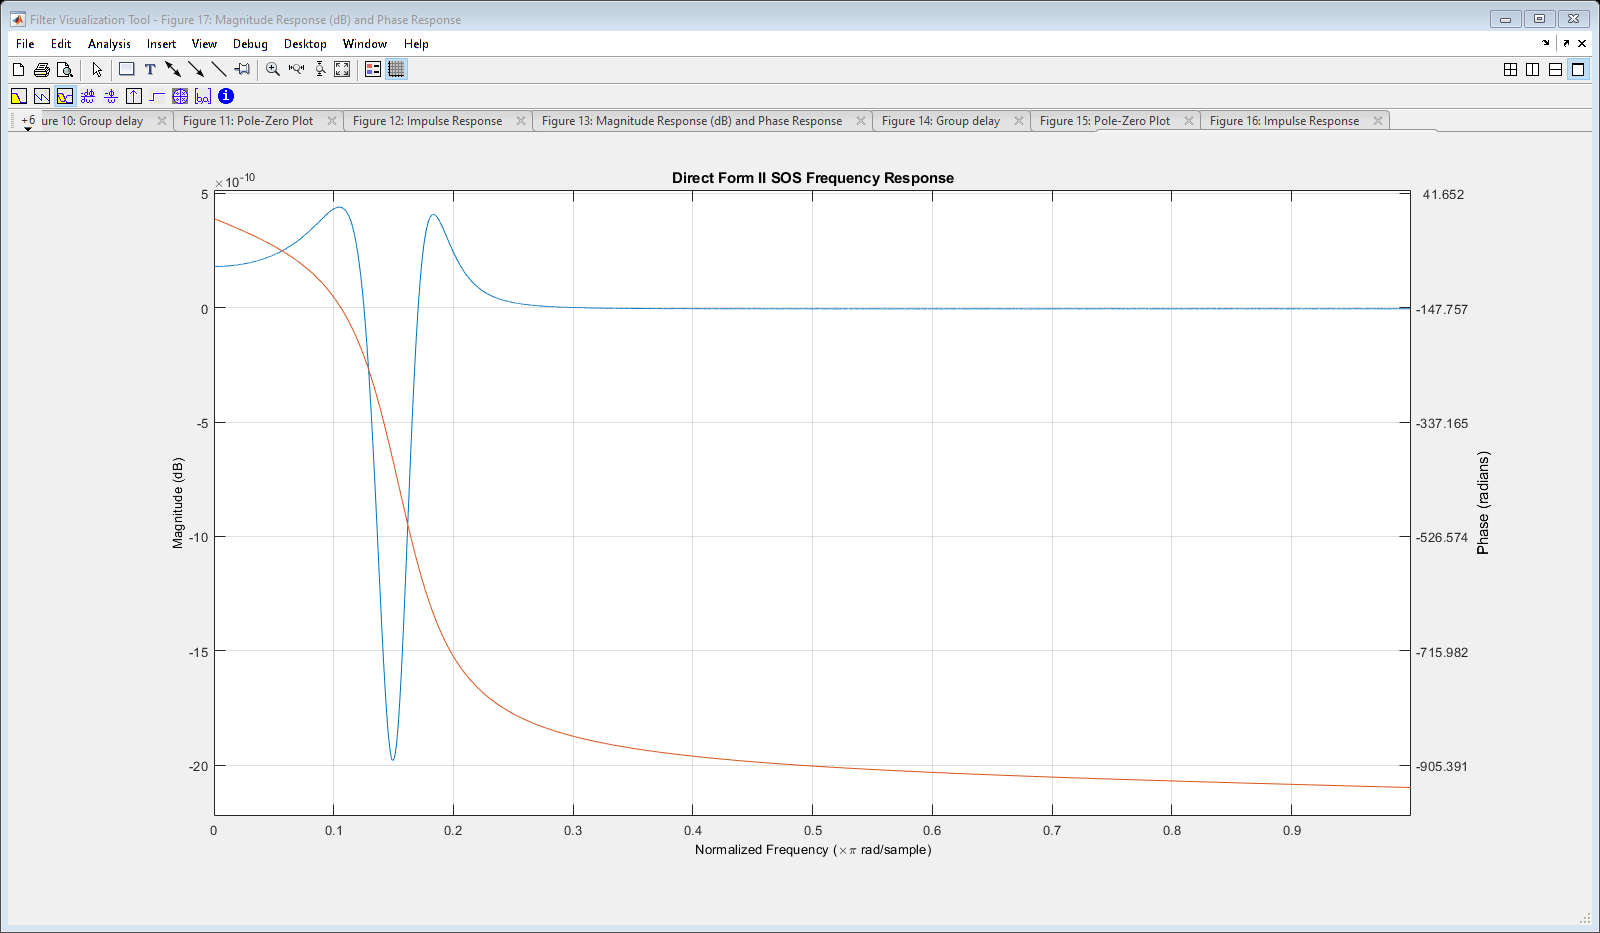 Filter Visualization Tool - Figure 17: Magnitude Response (dB) and Phase Response
File Edit Analysis Insert View Debug Desktop Window Help
+6 ure 10: Group delay Figure 11: Pole-Zero Plot Figure 12: Impulse Response Figure 13: Magnitude Response (dB) and Phase Response Figure 14: Group delay Figure 15: Pole-Zero Plot Figure 16: Impulse Response
Direct Form II SOS Frequency Response
×10^-10
5
0
-5
-10
-15
-20
Magnitude (dB)
41.652
-147.757
-337.165
-526.574
-715.982
-905.391
Phase (radians)
0 0.1 0.2 0.3 0.4 0.5 0.6 0.7 0.8 0.9
Normalized Frequency (×π rad/sample)